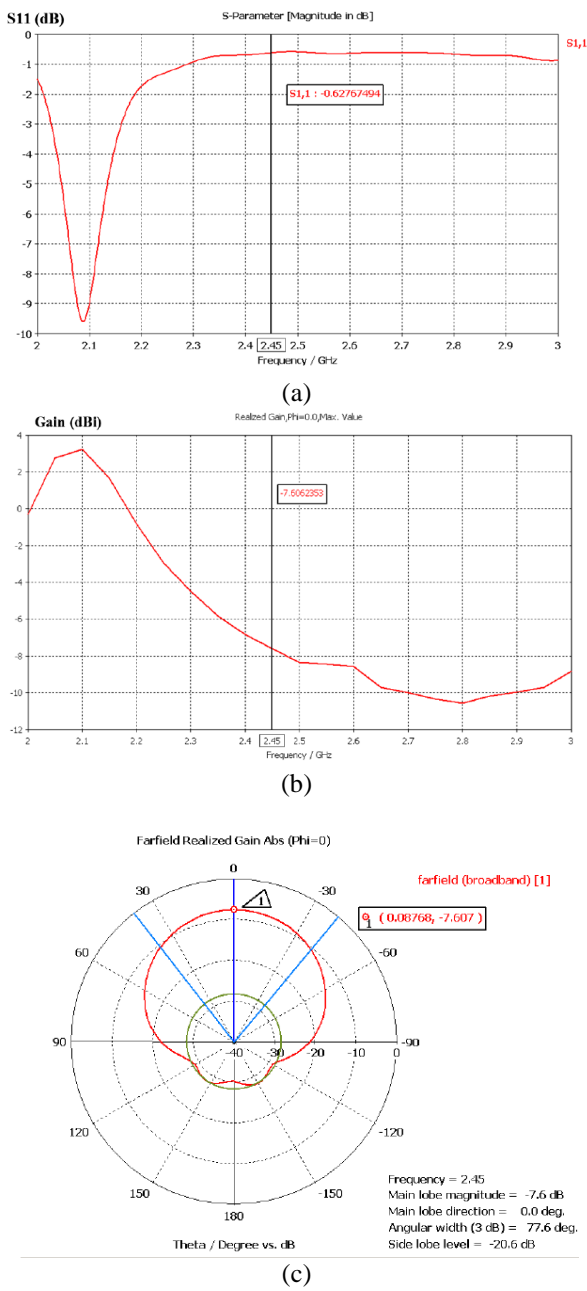 S11 (dB)
S-Parameter [Magnitude in dB]
0
-1
-2
-3
-4
-5
-6
-7
-8
-9
-10
S1,1
S1,1 : -0.62767494
2 2.1 2.2 2.3 2.4 2.45 2.5 2.6 2.7 2.8 2.9 3
Frequency / GHz
(a)
Gain (dBi)
Realized Gain,Phi=0.0,Max. Value
4
2
0
-2
-4
-6
-8
-10
-12
-7.6062353
2 2.1 2.2 2.3 2.4 2.45 2.5 2.6 2.7 2.8 2.9 3
Frequency / GHz
(b)
Farfield Realized Gain Abs (Phi=0)
farfield (broadband) [1]
1 ( 0.08768, -7.607 )
0
30 -30
1
60 -60
90 -90
-40 -30 -20 -10 0
120 -120
150 -150
180
Frequency = 2.45
Main lobe magnitude = -7.6 dB
Main lobe direction = 0.0 deg.
Angular width (3 dB) = 77.6 deg.
Side lobe level = -20.6 dB
Theta / Degree vs. dB
(c)